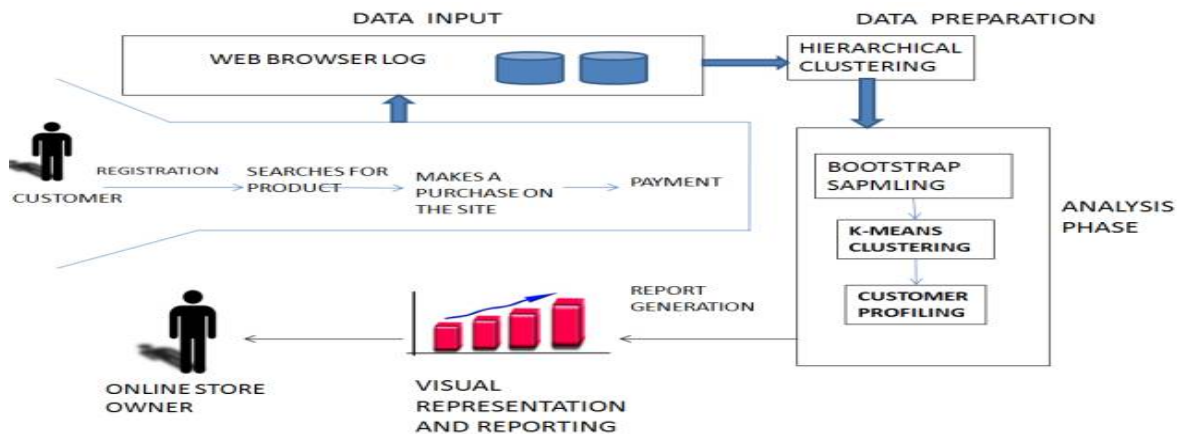 DATA INPUT
DATA PREPARATION
WEB BROWSER LOG
HIERARCHICAL
CLUSTERING
CUSTOMER
REGISTRATION
SEARCHES FOR
PRODUCT
MAKES A
PURCHASE ON
THE SITE
PAYMENT
BOOTSTRAP
SAPMLING
K-MEANS
CLUSTERING
CUSTOMER
PROFILING
ANALYSIS
PHASE
REPORT
GENERATION
VISUAL
REPRESENTATION
AND REPORTING
ONLINE STORE
OWNER